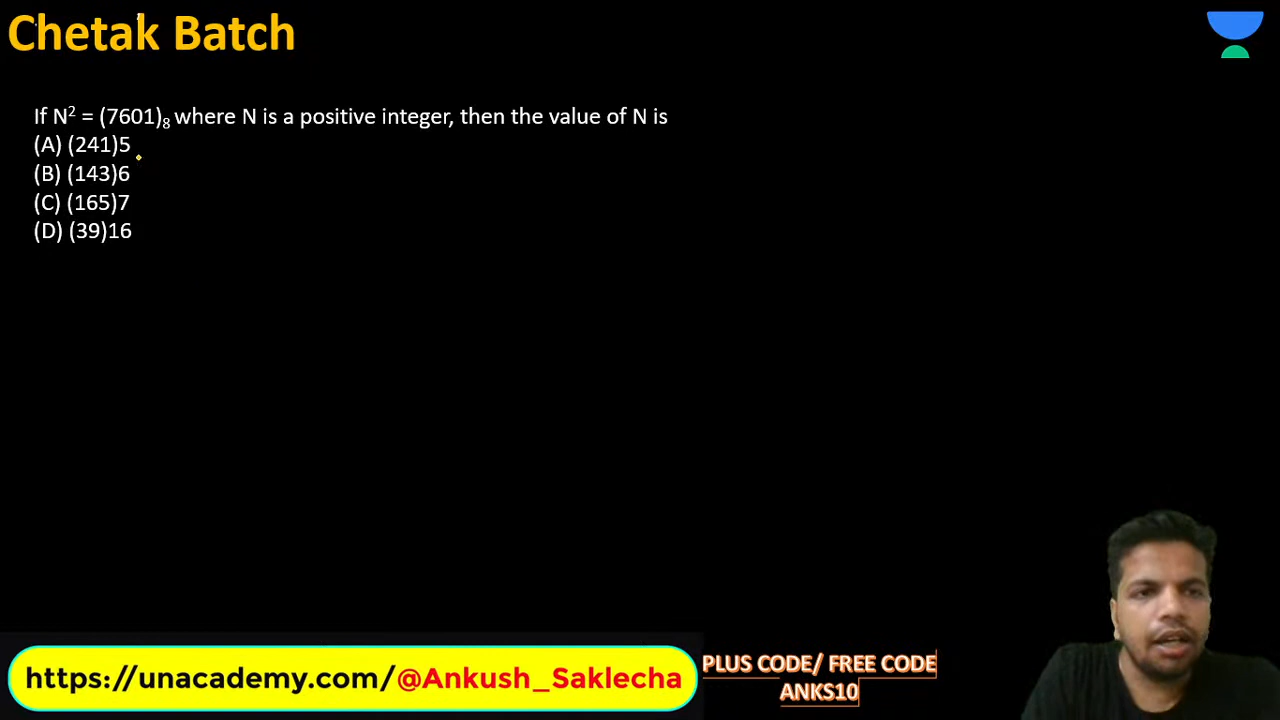 Chetak Batch
If N² = (7601)₈ where N is a positive integer, then the value of N is
(A) (241)5
(B) (143)6
(C) (165)7
(D) (39)16
https://unacademy.com/@Ankush_Saklecha
PLUS CODE/ FREE CODE
ANKS10